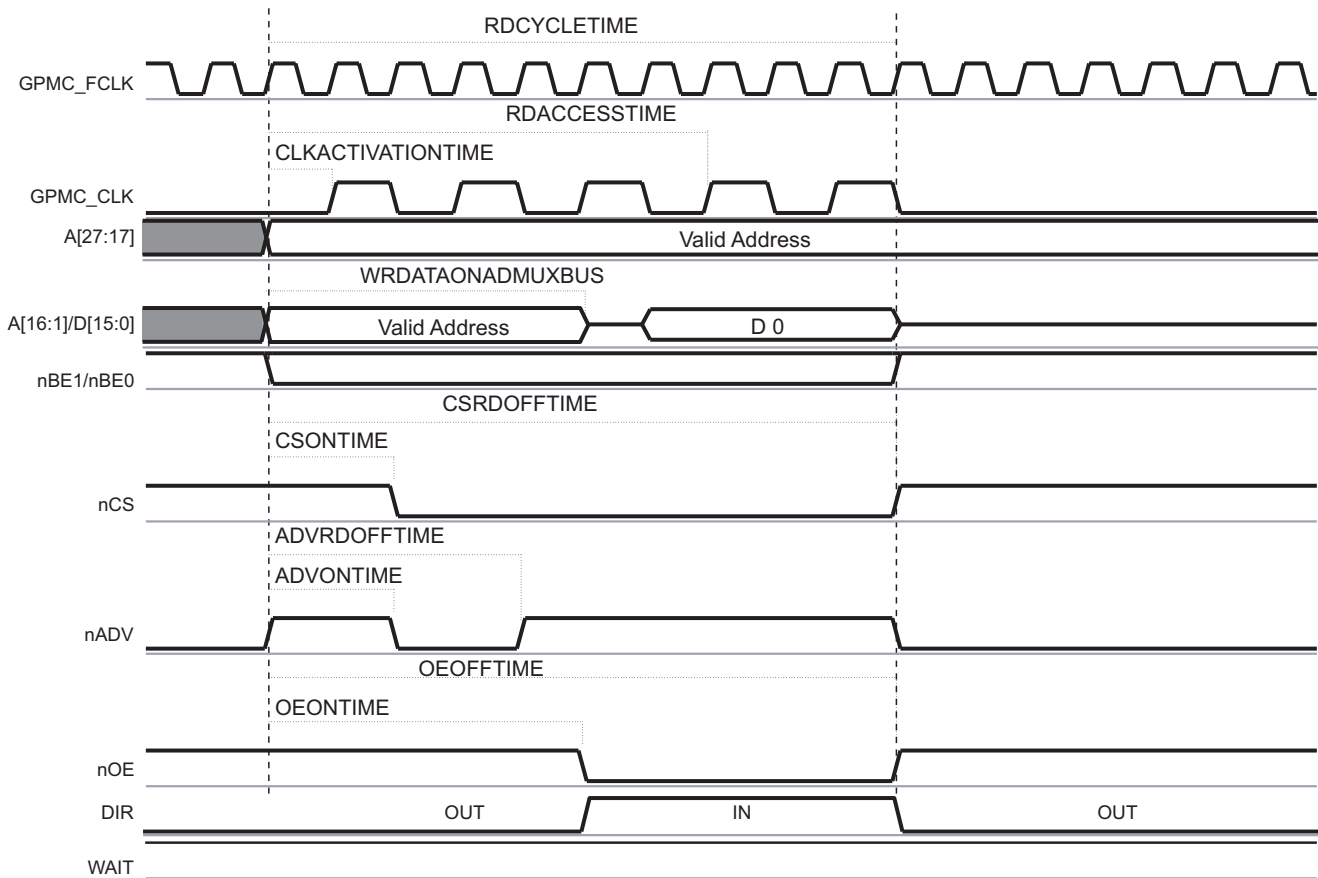 RDCYCLETIME
GPMC_FCLK
RDACCESSTIME
CLKACTIVATIONTIME
GPMC_CLK
A[27:17]
Valid Address
WRDATAONADMUXBUS
A[16:1]/D[15:0]
Valid Address
D 0
nBE1/nBE0
CSRDOFFTIME
CSONTIME
nCS
ADVRDOFFTIME
ADVONTIME
nADV
OEOFFTIME
OEONTIME
nOE
DIR
OUT
IN
OUT
WAIT